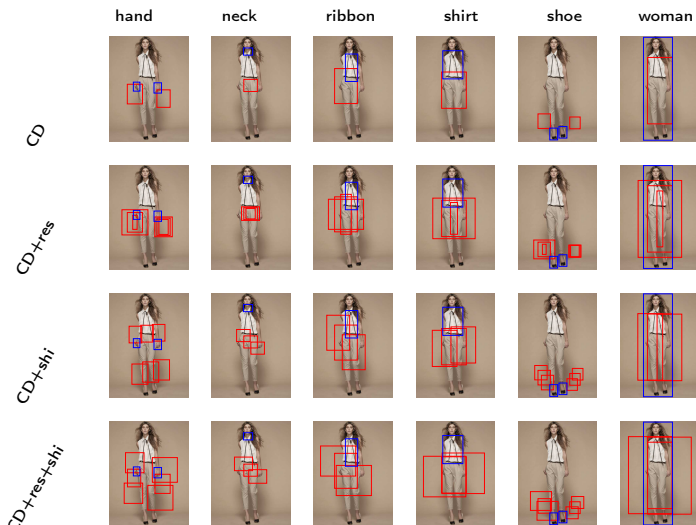 hand neck ribbon shirt shoe woman
CD
CD+res
CD+shi
CD+res+shi